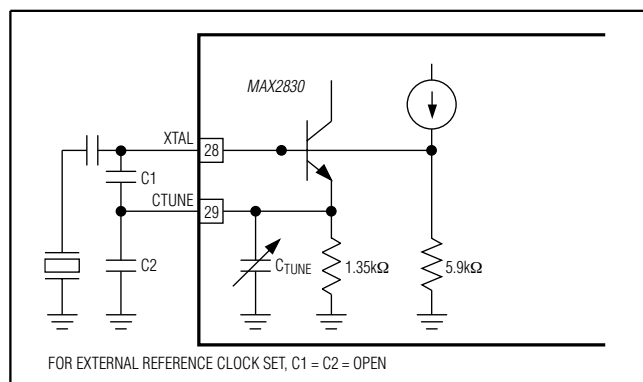 MAX2830
XTAL
28
C1
CTUNE
29
C2
CTUNE
1.35kΩ
5.9kΩ
FOR EXTERNAL REFERENCE CLOCK SET, C1 = C2 = OPEN